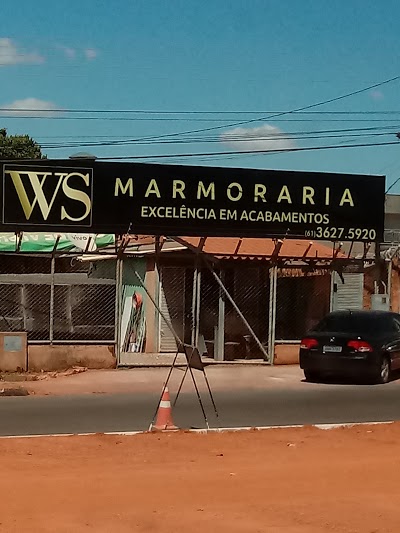 WS MARMORARIA
EXCELÊNCIA EM ACABAMENTOS
(61)3627.5920